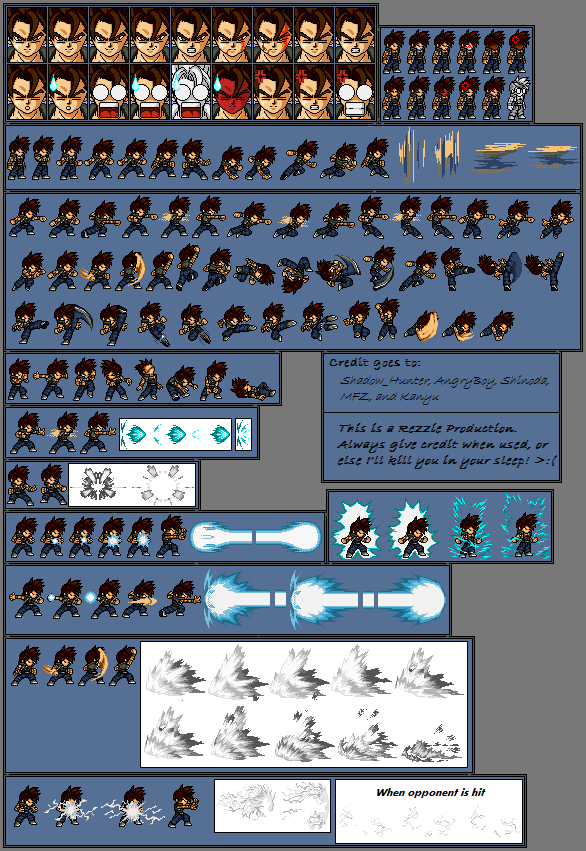 Credit goes to:
Shadow_Hunter, AngryBoy, Shinoda,
MFZ, and Kanyu
This is a Rezzle Production.
Always give credit when used, or
else I'll kill you in your sleep! >:(
When opponent is hit